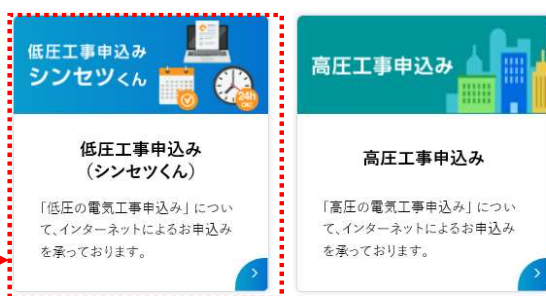 低圧工事申込み
シンセツくん
24h
OK!
低圧工事申込み
（シンセツくん）
「低圧の電気工事申込み」につい
て、インターネットによるお申込み
を承っております。
高圧工事申込み
高圧工事申込み
「高圧の電気工事申込み」につい
て、インターネットによるお申込み
を承っております。